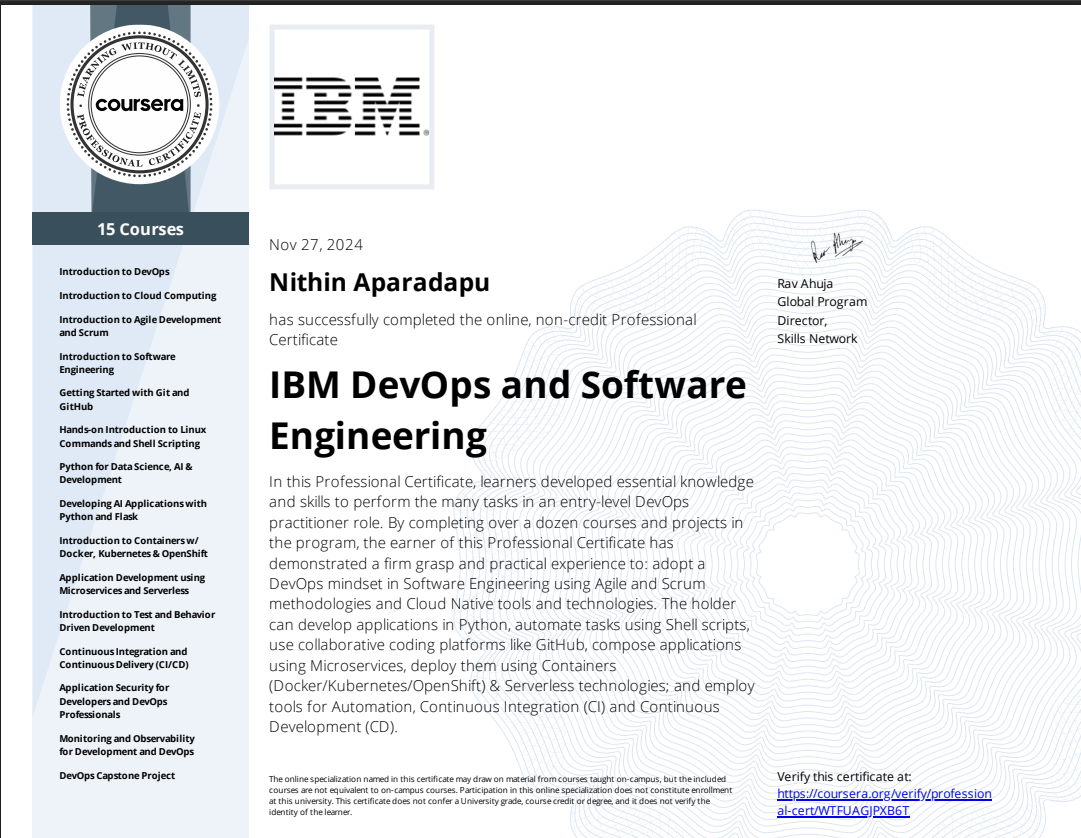 LEARNING WITHOUT LIMITS
coursera
PROFESSIONAL CERTIFICATE
IBM®
15 Courses
Introduction to DevOps
Introduction to Cloud Computing
Introduction to Agile Development
and Scrum
Introduction to Software
Engineering
Getting Started with Git and
GitHub
Hands-on Introduction to Linux
Commands and Shell Scripting
Python for Data Science, AI &
Development
Developing AI Applications with
Python and Flask
Introduction to Containers w/
Docker, Kubernetes & OpenShift
Application Development using
Microservices and Serverless
Introduction to Test and Behavior
Driven Development
Continuous Integration and
Continuous Delivery (CI/CD)
Application Security for
Developers and DevOps
Professionals
Monitoring and Observability
for Development and DevOps
DevOps Capstone Project
Nov 27, 2024
Nithin Aparadapu
has successfully completed the online, non-credit Professional
Certificate
IBM DevOps and Software
Engineering
In this Professional Certificate, learners developed essential knowledge
and skills to perform the many tasks in an entry-level DevOps
practitioner role. By completing over a dozen courses and projects in
the program, the earner of this Professional Certificate has
demonstrated a firm grasp and practical experience to: adopt a
DevOps mindset in Software Engineering using Agile and Scrum
methodologies and Cloud Native tools and technologies. The holder
can develop applications in Python, automate tasks using Shell scripts,
use collaborative coding platforms like GitHub, compose applications
using Microservices, deploy them using Containers
(Docker/Kubernetes/OpenShift) & Serverless technologies; and employ
tools for Automation, Continuous Integration (CI) and Continuous
Development (CD).
The online specialization named in this certificate may draw on material from courses taught on-campus, but the included
courses are not equivalent to on-campus courses. Participation in this online specialization does not constitute enrollment
at this university. This certificate does not confer a University grade, course credit or degree, and it does not verify the
identity of the learner.
Rav Ahuja
Rav Ahuja
Global Program
Director,
Skills Network
Verify this certificate at:
https://coursera.org/verify/profession
al-cert/WTFUAGJPXB6T